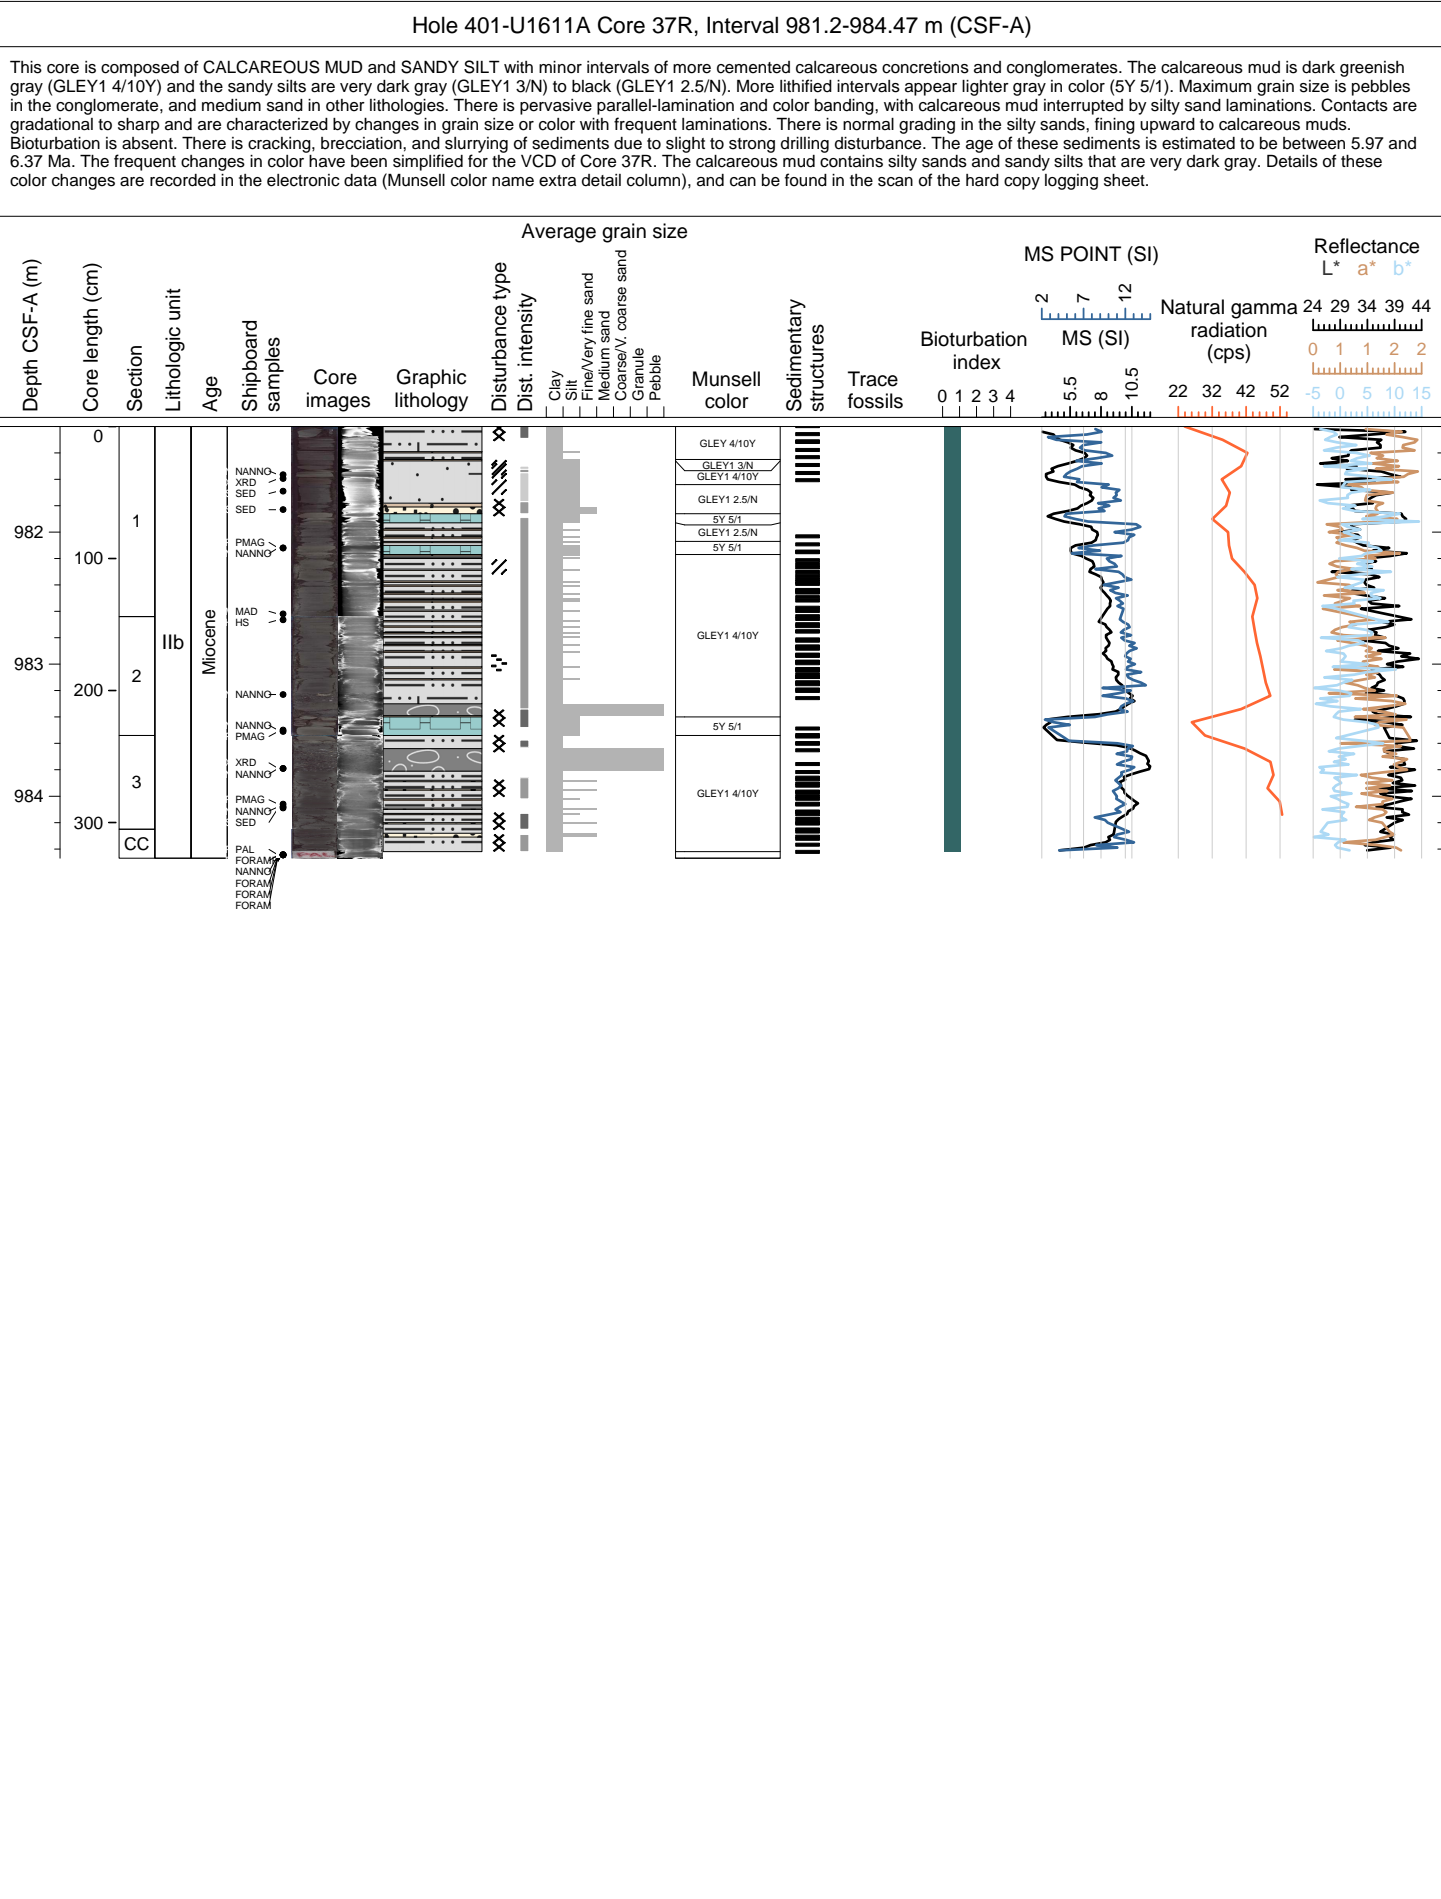 Hole 401-U1611A Core 37R, Interval 981.2-984.47 m (CSF-A)
This core is composed of CALCAREOUS MUD and SANDY SILT with minor intervals of more cemented calcareous concretions and conglomerates. The calcareous mud is dark greenish
gray (GLEY1 4/10Y) and the sandy silts are very dark gray (GLEY1 3/N) to black (GLEY1 2.5/N). More lithified intervals appear lighter gray in color (5Y 5/1). Maximum grain size is pebbles
in the conglomerate, and medium sand in other lithologies. There is pervasive parallel-lamination and color banding, with calcareous mud interrupted by silty sand laminations. Contacts are
gradational to sharp and are characterized by changes in grain size or color with frequent laminations. There is normal grading in the silty sands, fining upward to calcareous muds.
Bioturbation is absent. There is cracking, brecciation, and slurrying of sediments due to slight to strong drilling disturbance. The age of these sediments is estimated to be between 5.97 and
6.37 Ma. The frequent changes in color have been simplified for the VCD of Core 37R. The calcareous mud contains silty sands and sandy silts that are very dark gray. Details of these
color changes are recorded in the electronic data (Munsell color name extra detail column), and can be found in the scan of the hard copy logging sheet.
Depth CSF-A (m)
Core length (cm)
Section
Lithologic unit
Age
Shipboard
samples
Core
images
Graphic
lithology
Disturbance type
Dist. intensity
Average grain size
Clay
Silt
Fine/Very fine sand
Medium sand
Coarse/V. coarse sand
Granule
Pebble
Munsell
color
Sedimentary
structures
Trace
fossils
Bioturbation
index
0 1 2 3 4
MS POINT (SI)
2 7 12
MS (SI)
5.5 8 10.5
Natural gamma
radiation
(cps)
22 32 42 52
Reflectance
L* a* b*
24 29 34 39 44
0 1 1 2 2
-5 0 5 10 15
982
983
984
0
100
200
300
1
2
3
CC
IIb
Miocene
NANNO
XRD
SED
SED
PMAG
NANNO
MAD
HS
NANNO
NANNO
PMAG
XRD
NANNO
PMAG
NANNO
SED
PAL
FORAM
NANNO
FORAM
FORAM
FORAM
PAL
GLEY 4/10Y
GLEY1 3/N
GLEY1 4/10Y
GLEY1 2.5/N
5Y 5/1
GLEY1 2.5/N
5Y 5/1
GLEY1 4/10Y
5Y 5/1
GLEY1 4/10Y